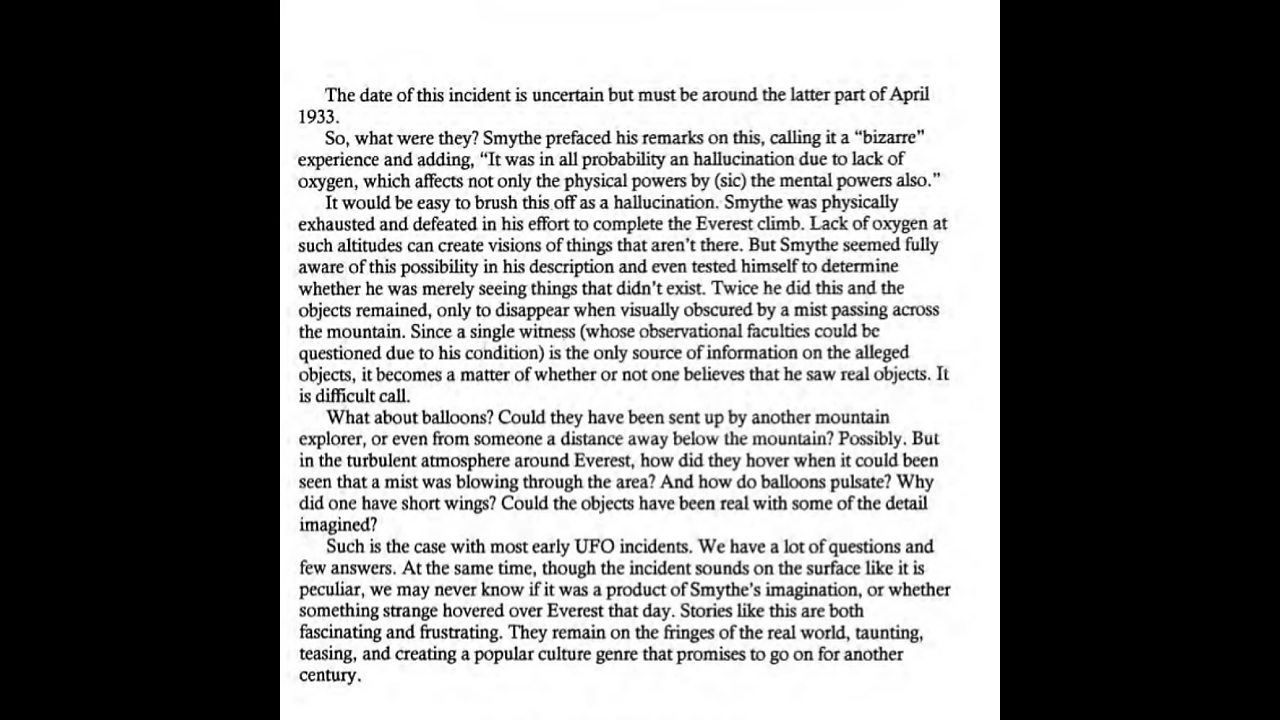 The date of this incident is uncertain but must be around the latter part of April
1933.
So, what were they? Smythe prefaced his remarks on this, calling it a “bizarre”
experience and adding, “It was in all probability an hallucination due to lack of
oxygen, which affects not only the physical powers by (sic) the mental powers also.”
It would be easy to brush this off as a hallucination. Smythe was physically
exhausted and defeated in his effort to complete the Everest climb. Lack of oxygen at
such altitudes can create visions of things that aren’t there. But Smythe seemed fully
aware of this possibility in his description and even tested himself to determine
whether he was merely seeing things that didn’t exist. Twice he did this and the
objects remained, only to disappear when visually obscured by a mist passing across
the mountain. Since a single witness (whose observational faculties could be
questioned due to his condition) is the only source of information on the alleged
objects, it becomes a matter of whether or not one believes that he saw real objects. It
is difficult call.
What about balloons? Could they have been sent up by another mountain
explorer, or even from someone a distance away below the mountain? Possibly. But
in the turbulent atmosphere around Everest, how did they hover when it could been
seen that a mist was blowing through the area? And how do balloons pulsate? Why
did one have short wings? Could the objects have been real with some of the detail
imagined?
Such is the case with most early UFO incidents. We have a lot of questions and
few answers. At the same time, though the incident sounds on the surface like it is
peculiar, we may never know if it was a product of Smythe’s imagination, or whether
something strange hovered over Everest that day. Stories like this are both
fascinating and frustrating. They remain on the fringes of the real world, taunting,
teasing, and creating a popular culture genre that promises to go on for another
century.